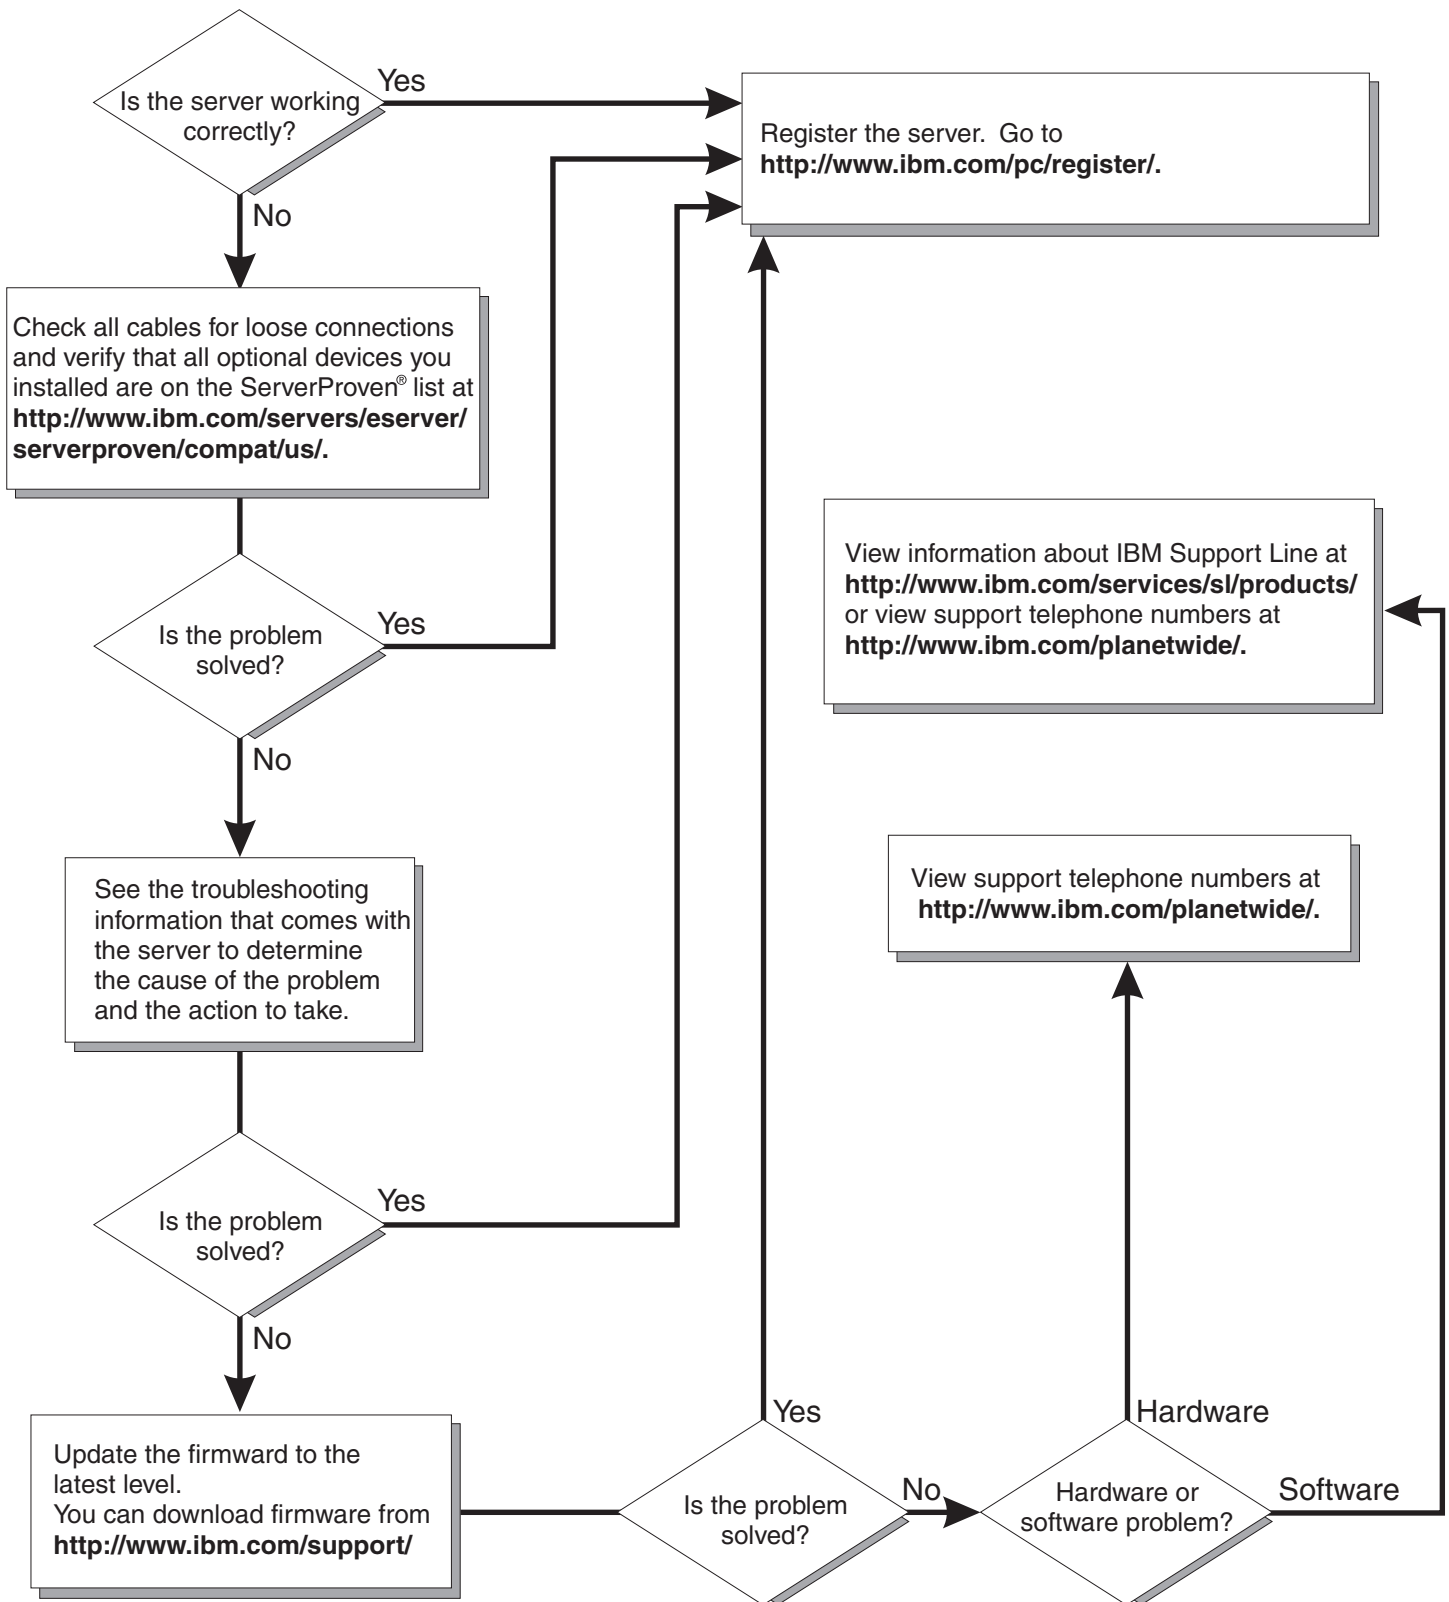 Is the server working
correctly?
Yes
No
Register the server.  Go to
http://www.ibm.com/pc/register/.
Check all cables for loose connections
and verify that all optional devices you
installed are on the ServerProven® list at
http://www.ibm.com/servers/eserver/
serverproven/compat/us/.
Is the problem
solved?
Yes
No
View information about IBM Support Line at
http://www.ibm.com/services/sl/products/
or view support telephone numbers at
http://www.ibm.com/planetwide/.
See the troubleshooting
information that comes with
the server to determine
the cause of the problem
and the action to take.
View support telephone numbers at
http://www.ibm.com/planetwide/.
Is the problem
solved?
Yes
No
Update the firmward to the
latest level.
You can download firmware from
http://www.ibm.com/support/
Is the problem
solved?
Yes
No
Hardware or
software problem?
Hardware
Software